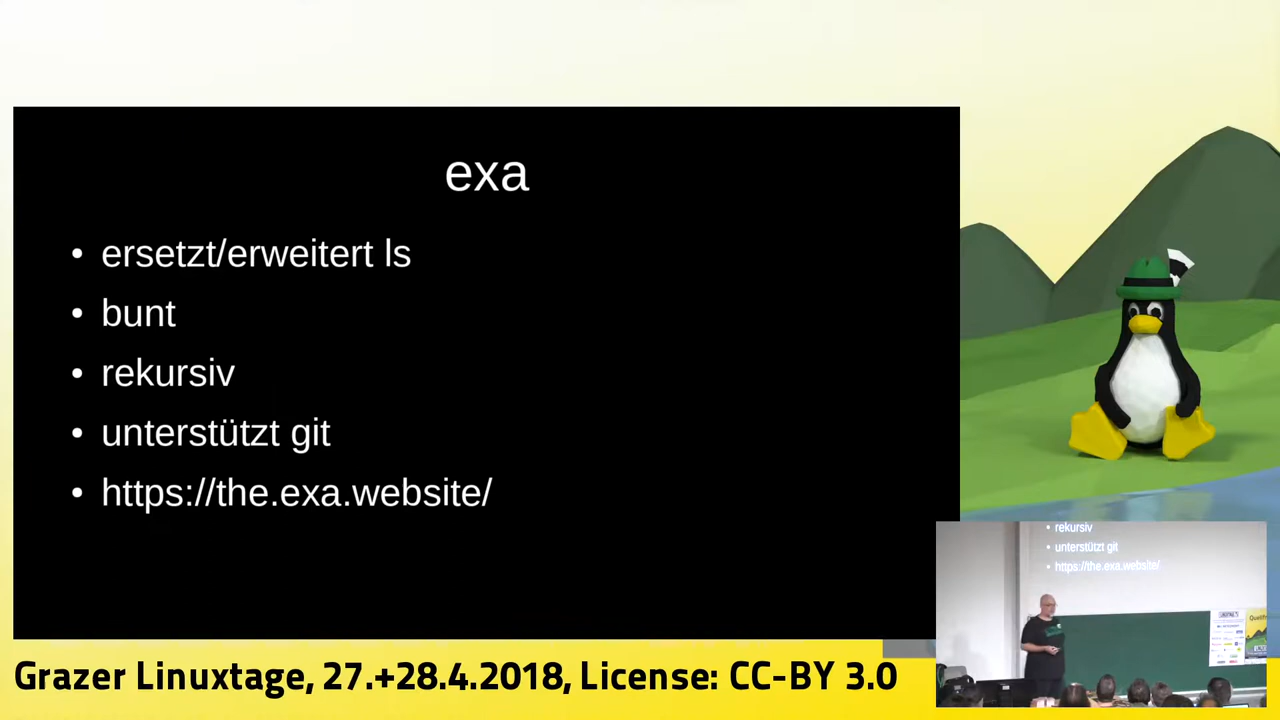 exa
• ersetzt/erweitert ls
• bunt
• rekursiv
• unterstützt git
• https://the.exa.website/
• rekursiv
• unterstützt git
• https://the.exa.website/
Grazer Linuxtage, 27.+28.4.2018, License: CC-BY 3.0